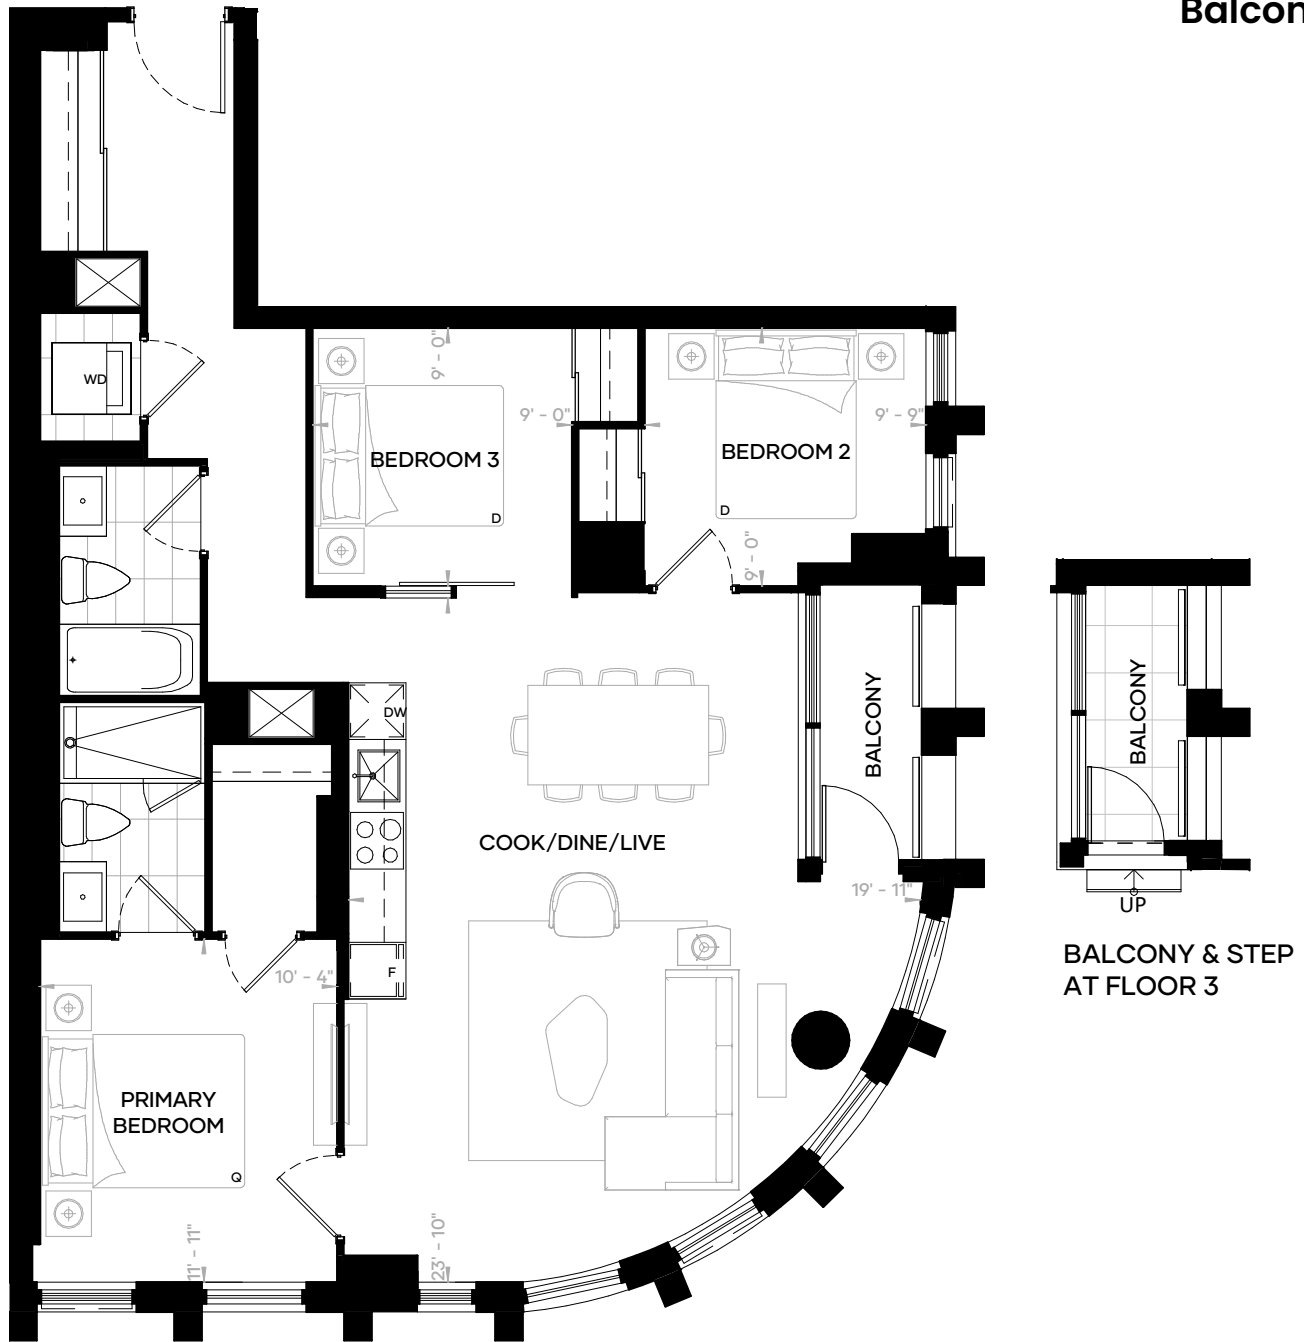 Balcon
WD
9' - 0"
9' - 0"
BEDROOM 3
D
9' - 9"
BEDROOM 2
D
9' - 0"
DW
BALCONY
BALCONY
COOK/DINE/LIVE
19' - 11"
UP
BALCONY & STEP
AT FLOOR 3
F
10' - 4"
PRIMARY
BEDROOM
Q
11' - 11"
23' - 10"